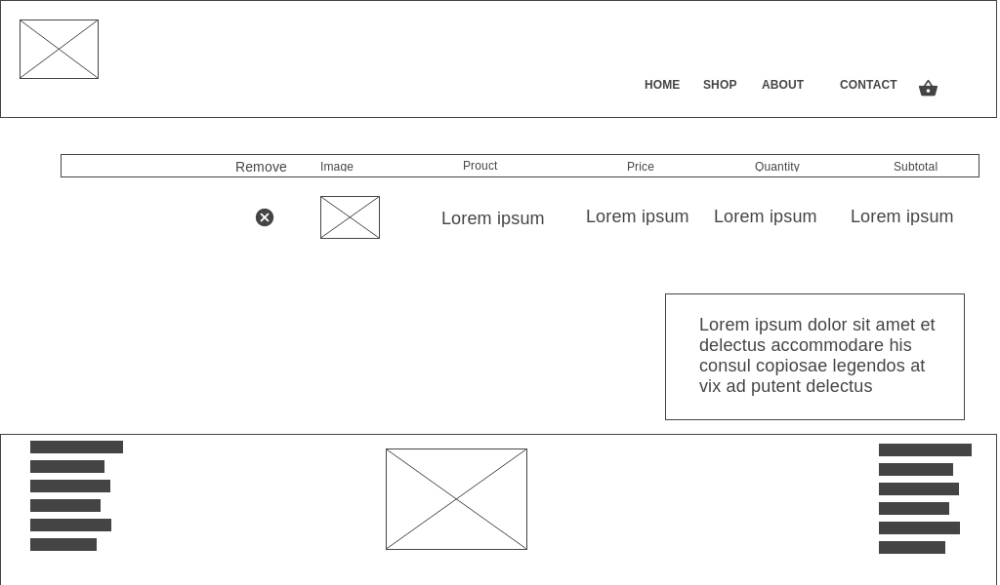 HOME SHOP ABOUT CONTACT
Remove Image Prouct Price Quantity Subtotal
Lorem ipsum Lorem ipsum Lorem ipsum Lorem ipsum
Lorem ipsum dolor sit amet et
delectus accommodare his
consul copiosae legendos at
vix ad putent delectus